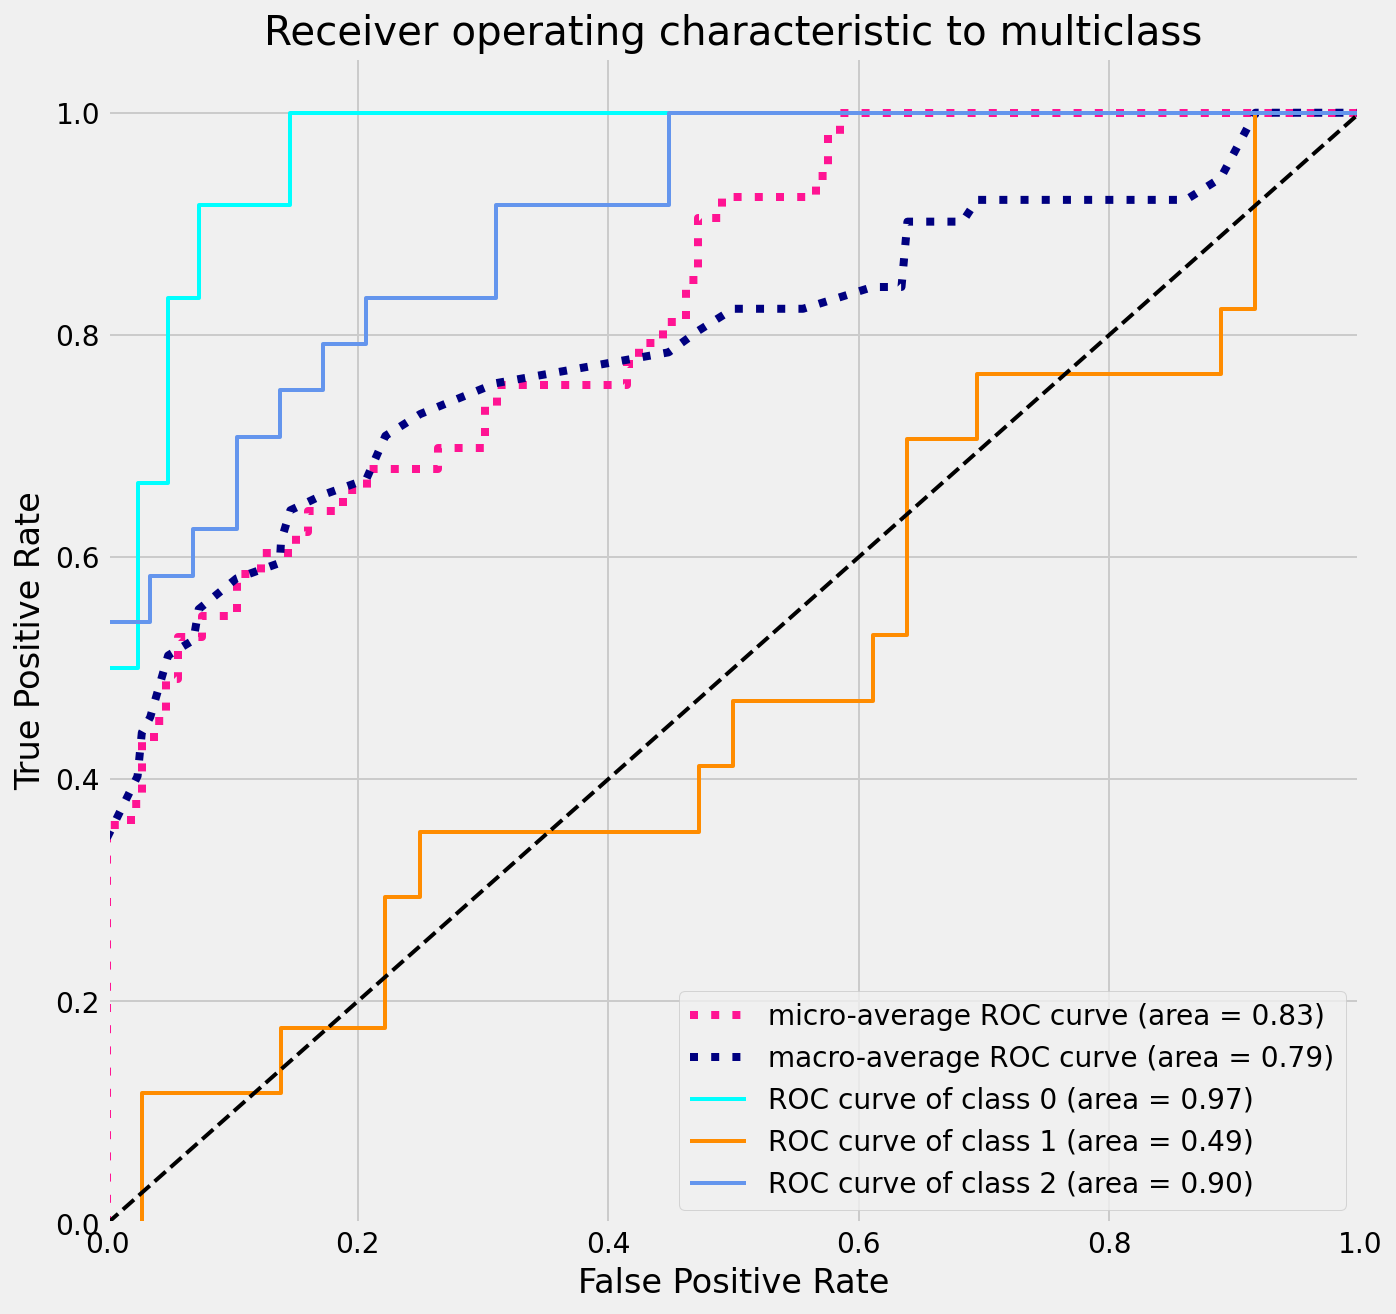 Receiver operating characteristic to multiclass
1.0
0.8
0.6
0.4
0.2
0.0
True Positive Rate
micro-average ROC curve (area = 0.83)
macro-average ROC curve (area = 0.79)
ROC curve of class 0 (area = 0.97)
ROC curve of class 1 (area = 0.49)
ROC curve of class 2 (area = 0.90)
0.0 0.2 0.4 0.6 0.8 1.0
False Positive Rate